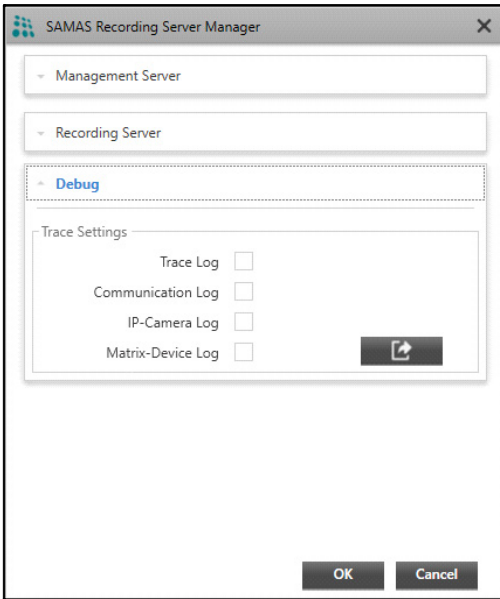 SAMAS Recording Server Manager
Management Server
Recording Server
Debug
Trace Settings
Trace Log
Communication Log
IP-Camera Log
Matrix-Device Log
OK Cancel